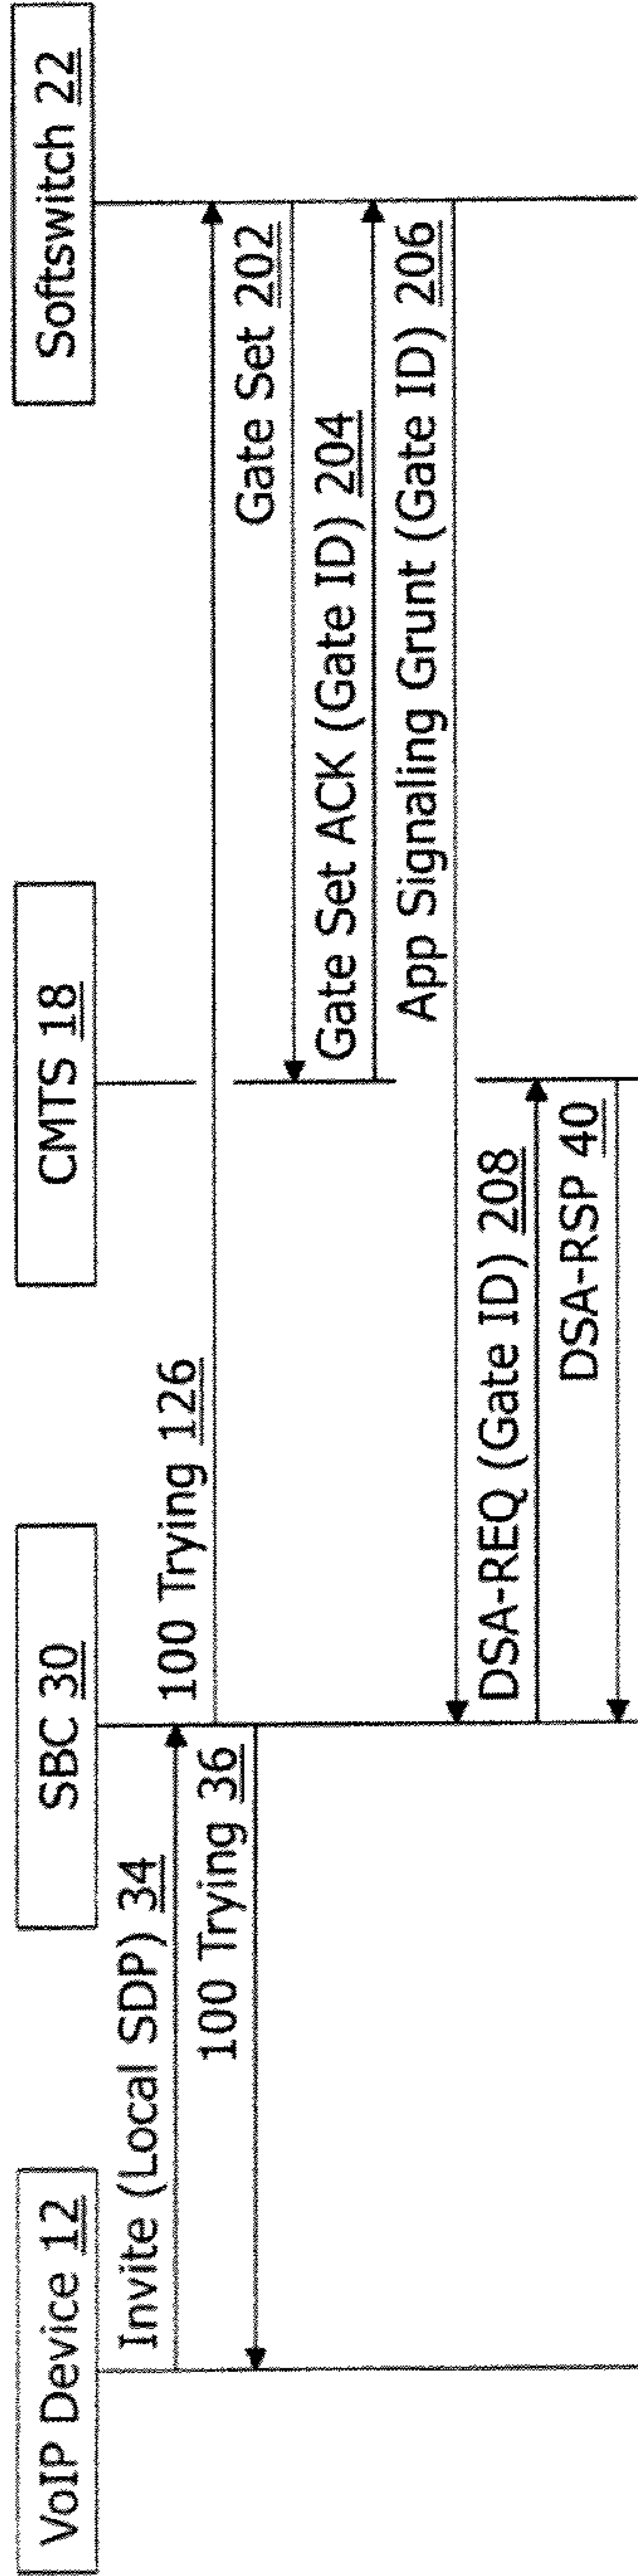 VoIP Device 12
SBC 30
CMTS 18
Softswitch 22
Invite (Local SDP) 34
100 Trying 126
100 Trying 36
Gate Set 202
Gate Set ACK (Gate ID) 204
App Signaling Grunt (Gate ID) 206
DSA-REQ (Gate ID) 208
DSA-RSP 40